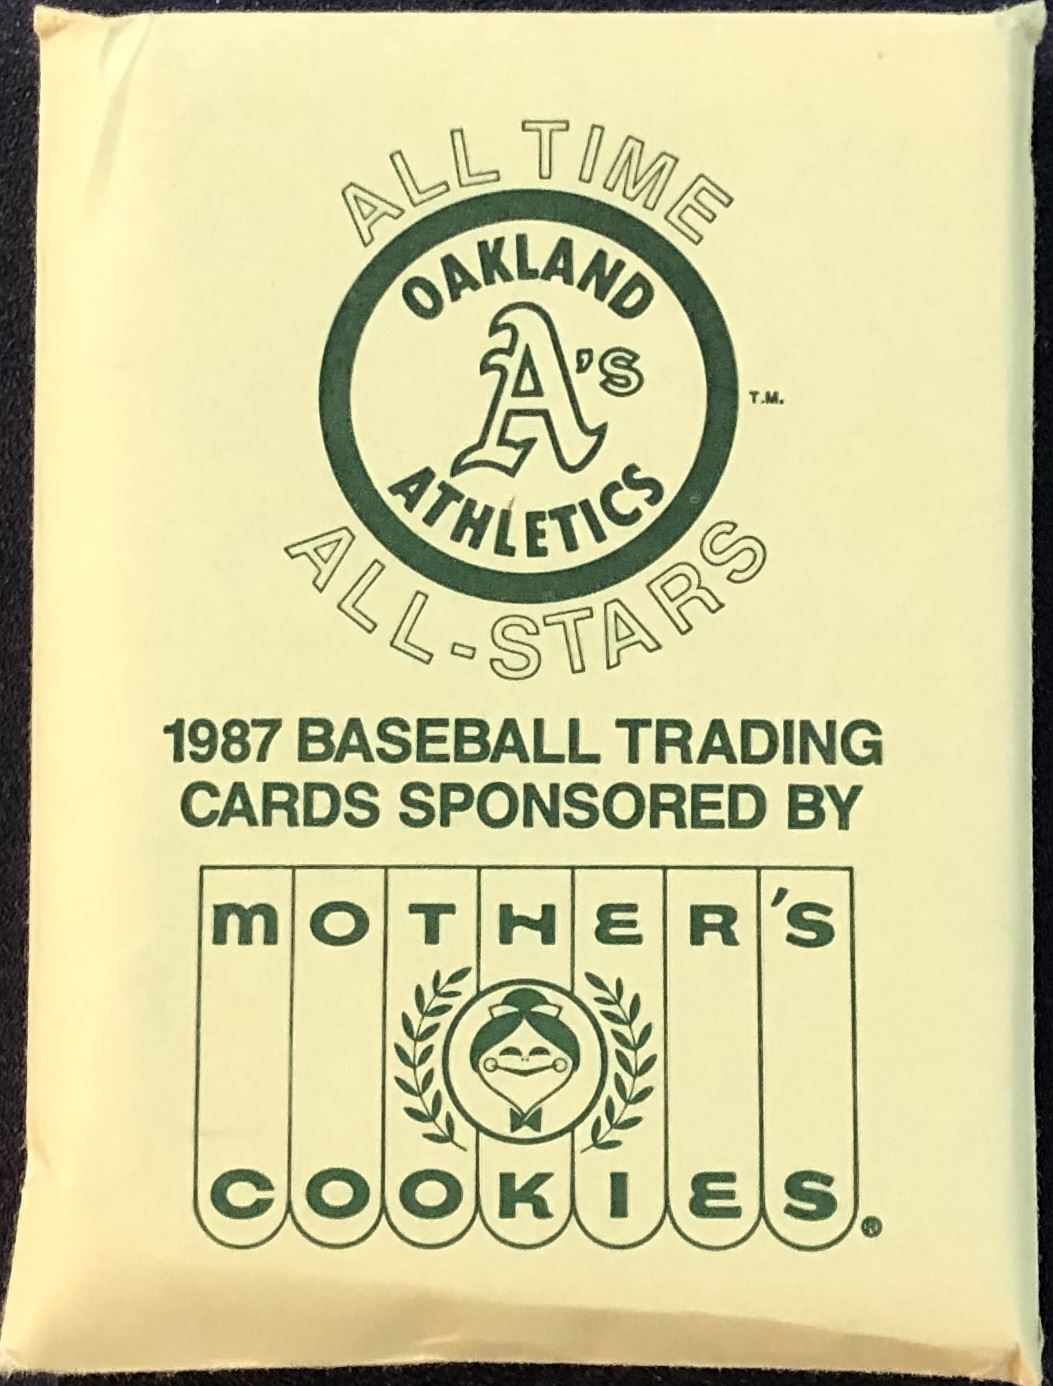 ALL TIME
OAKLAND
A's
T.M.
ATHLETICS
ALL-STARS
1987 BASEBALL TRADING
CARDS SPONSORED BY
MOTHER'S
COOKIES®